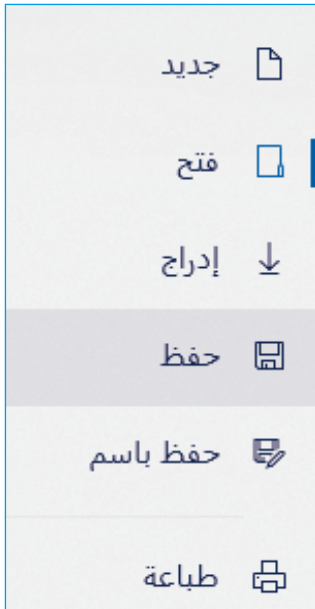 جديد
فتح
إدراج
حفظ
حفظ باسم
طباعة